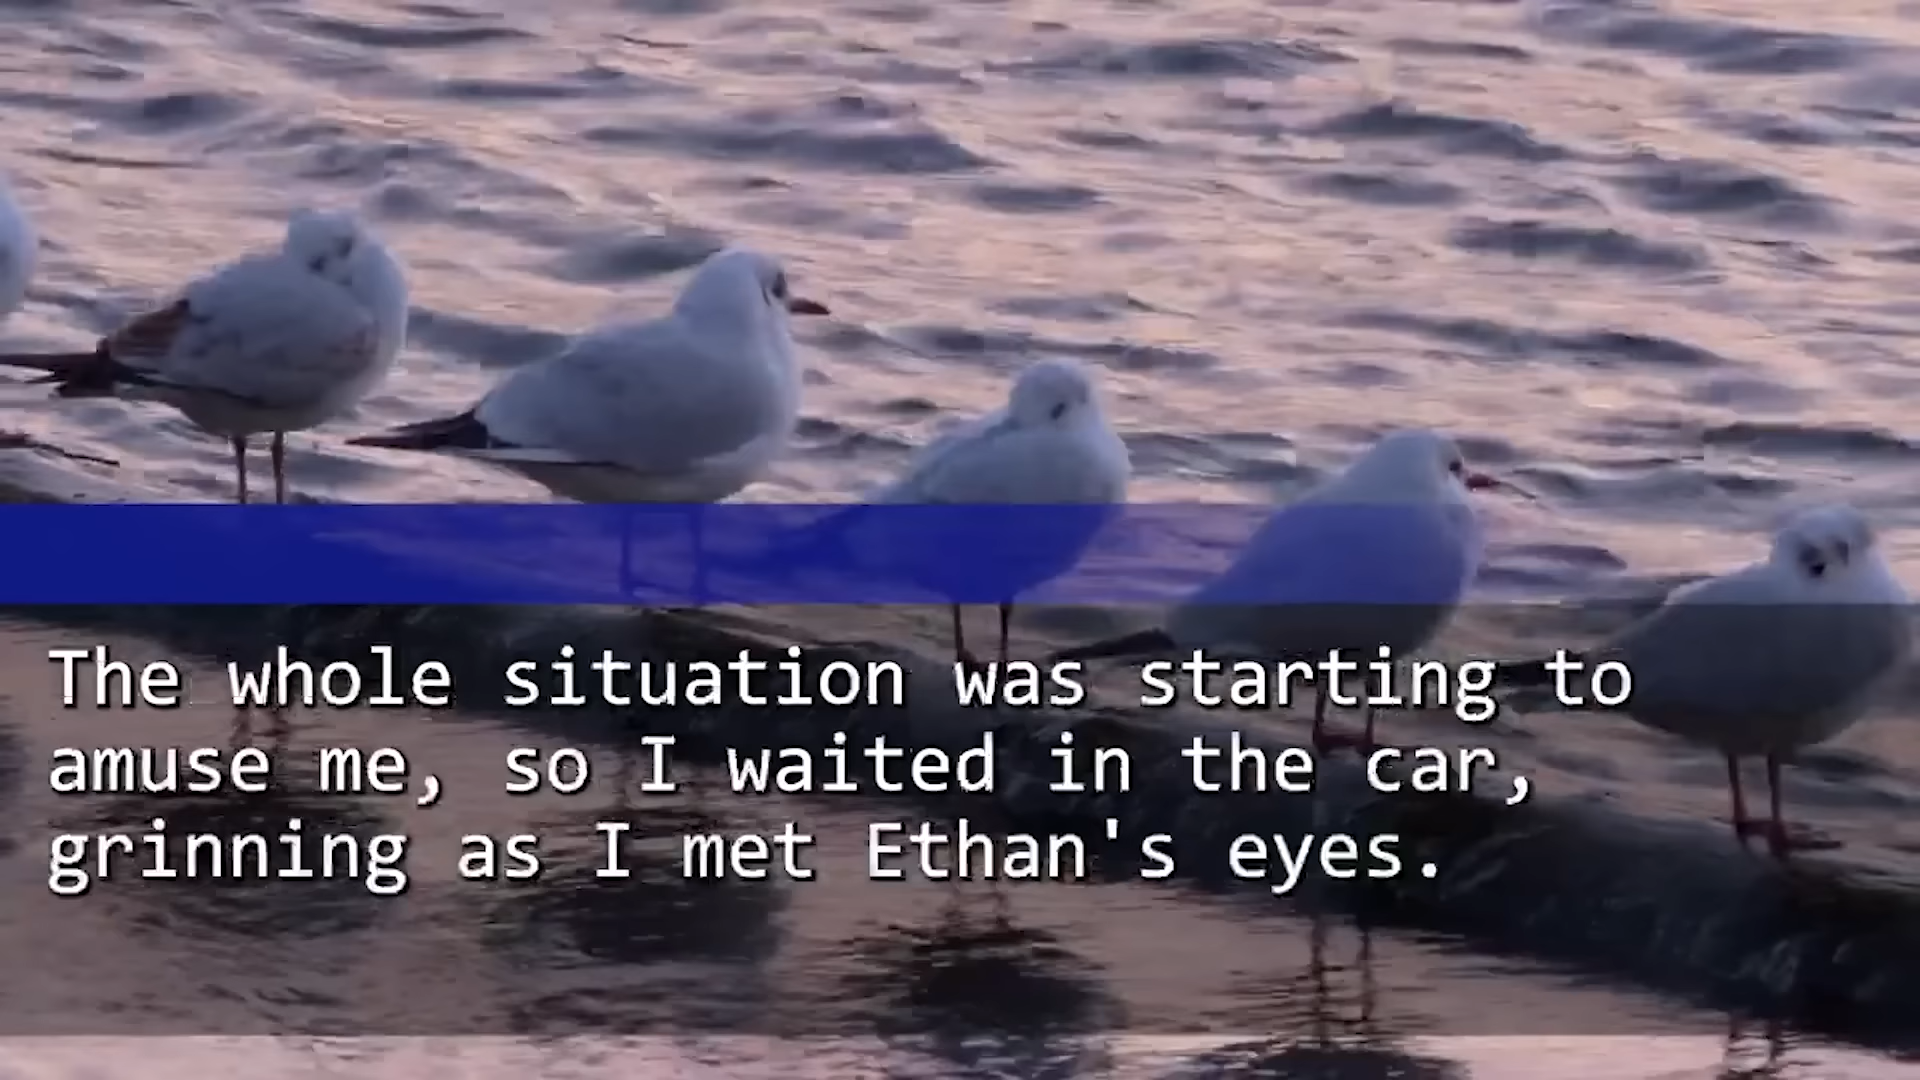 The whole situation was starting to
amuse me, so I waited in the car,
grinning as I met Ethan's eyes.